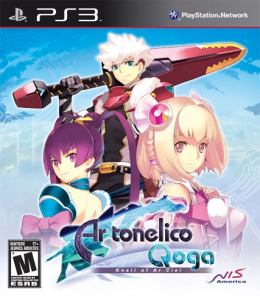 PS3
PlayStation Network
Ar tonelico
Qoga
Knell of Ar Ciel
MATURE 17+
M
ESRB
NIS
America